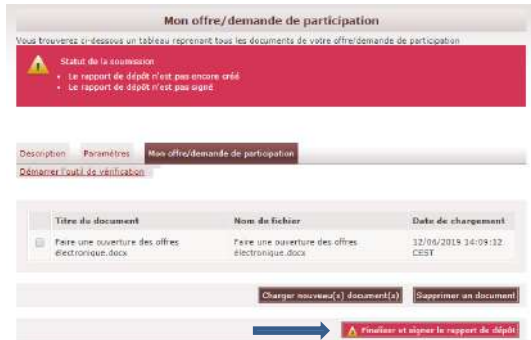 Mon offre/demande de participation
Vous trouverez ci-dessous un tableau reprenant tous les documents de votre offre/demande de participation
Statut de la soumission
Le rapport de dépôt n'est pas encore créé
Le rapport de dépôt n'est pas signé
Description Paramètres Mon offre/demande de participation
Démarrer l'outil de vérification
Titre du document Nom de fichier Date de chargement
Faire une ouverture des offres Faire une ouverture des offres 12/06/2019 14:09:12
électronique.docx électronique.docx CEST
Charger nouveau(x) document(s) Supprimer un document
Finaliser et signer le rapport de dépôt